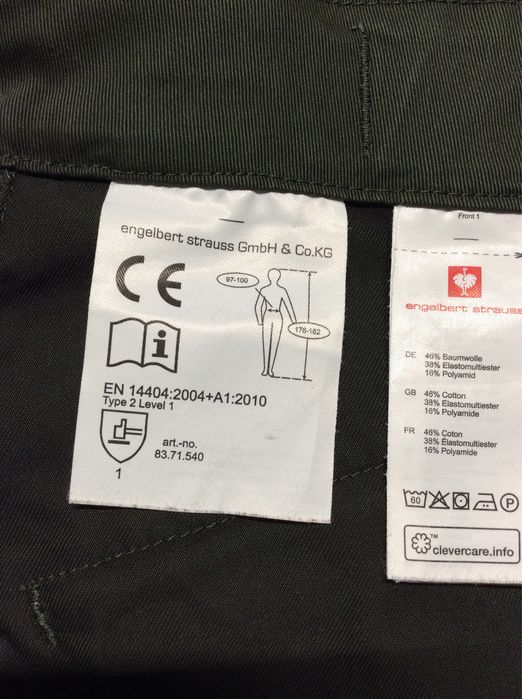 engelbert strauss GmbH & Co.KG
CE
97-100
176-182
i
EN 14404:2004+A1:2010
Type 2 Level 1
art.-no.
83.71.540
1
Front 1
engelbert strauss
DE 46% Baumwolle
38% Elastomultiester
16% Polyamid
GB 46% Cotton
38% Elastomultiester
16% Polyamide
FR 46% Coton
38% Élastomultiester
16% Polyamide
60
P
clevercare.info